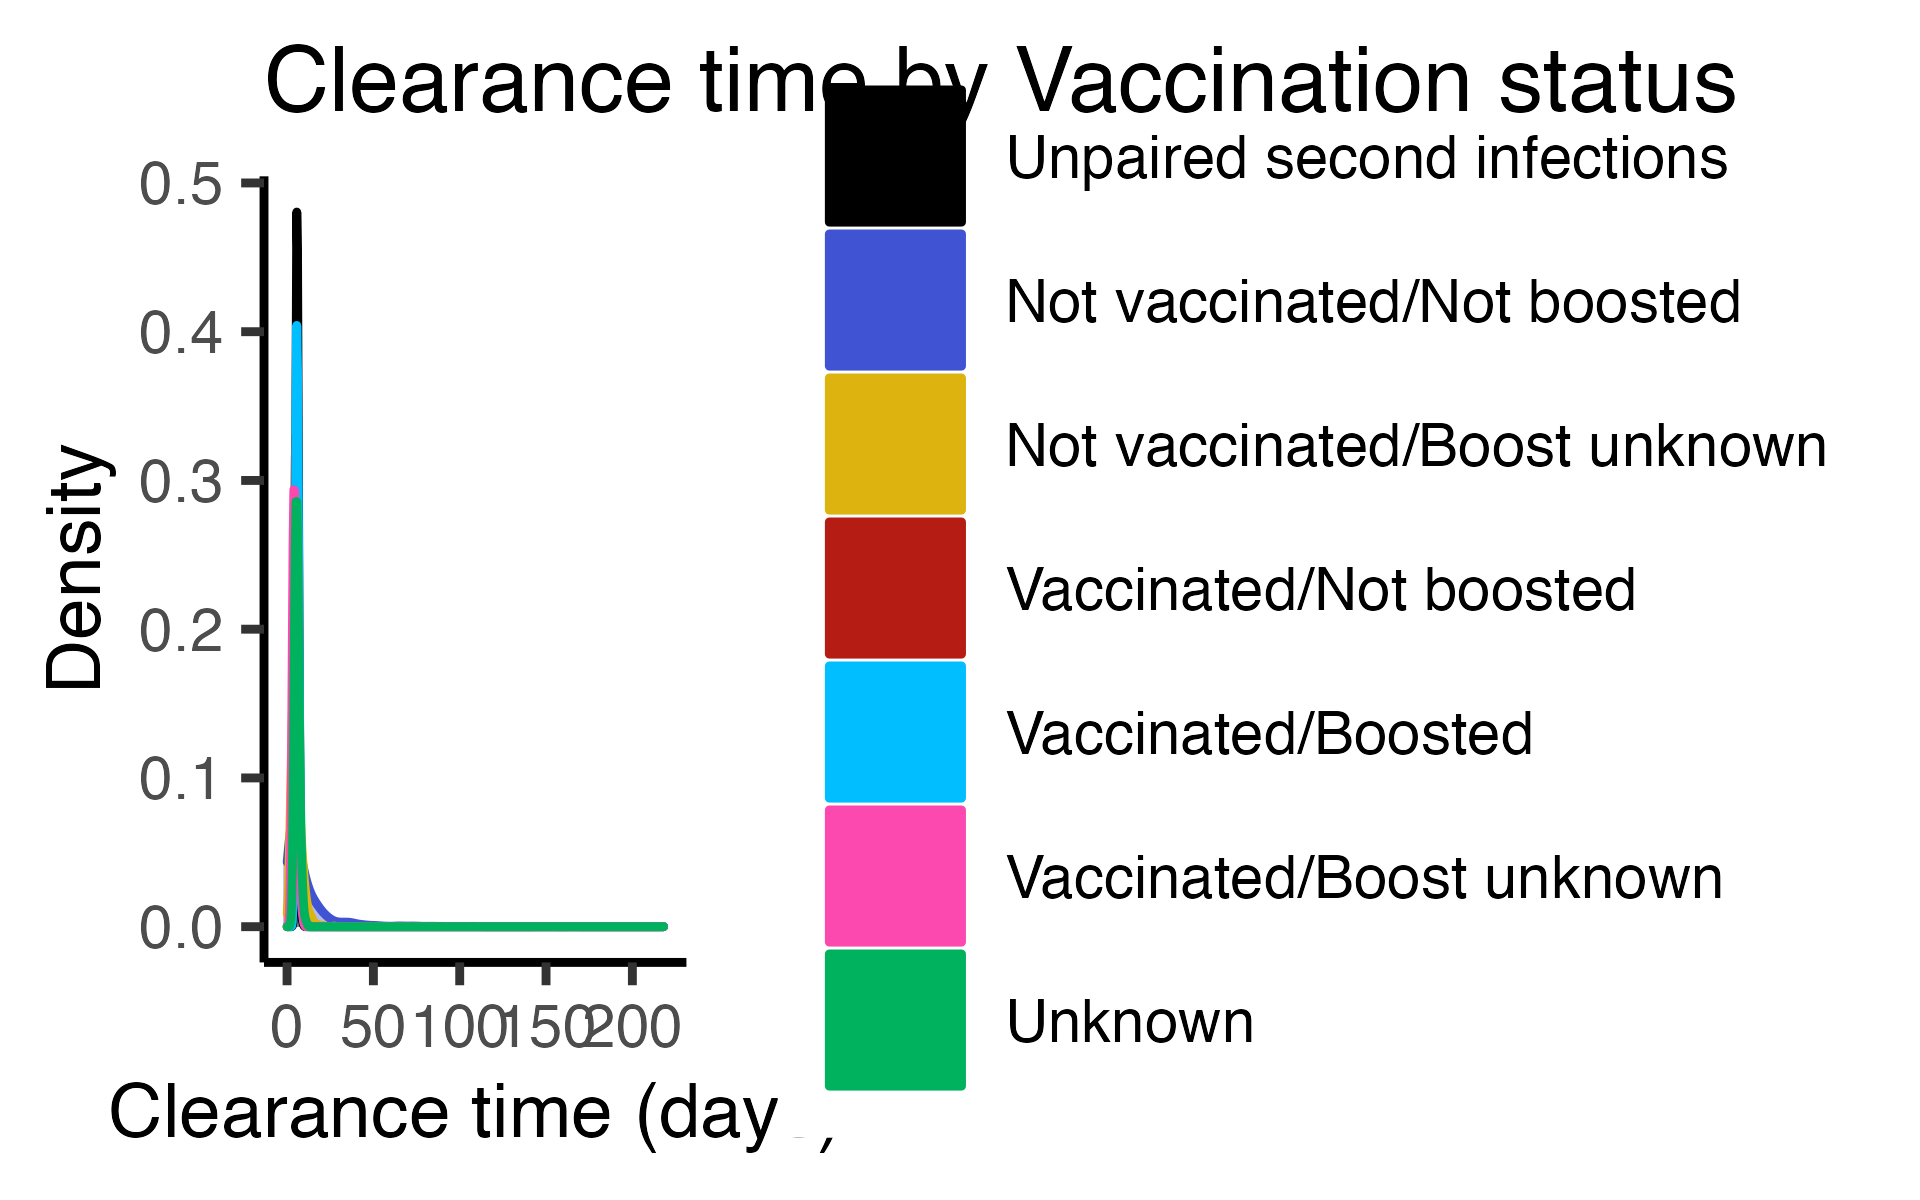 Clearance time by Vaccination status
Unpaired second infections
Not vaccinated/Not boosted
Not vaccinated/Boost unknown
Vaccinated/Not boosted
Vaccinated/Boosted
Vaccinated/Boost unknown
Unknown
Density
0.5
0.4
0.3
0.2
0.1
0.0
0 50 100 150 200
Clearance time (days)